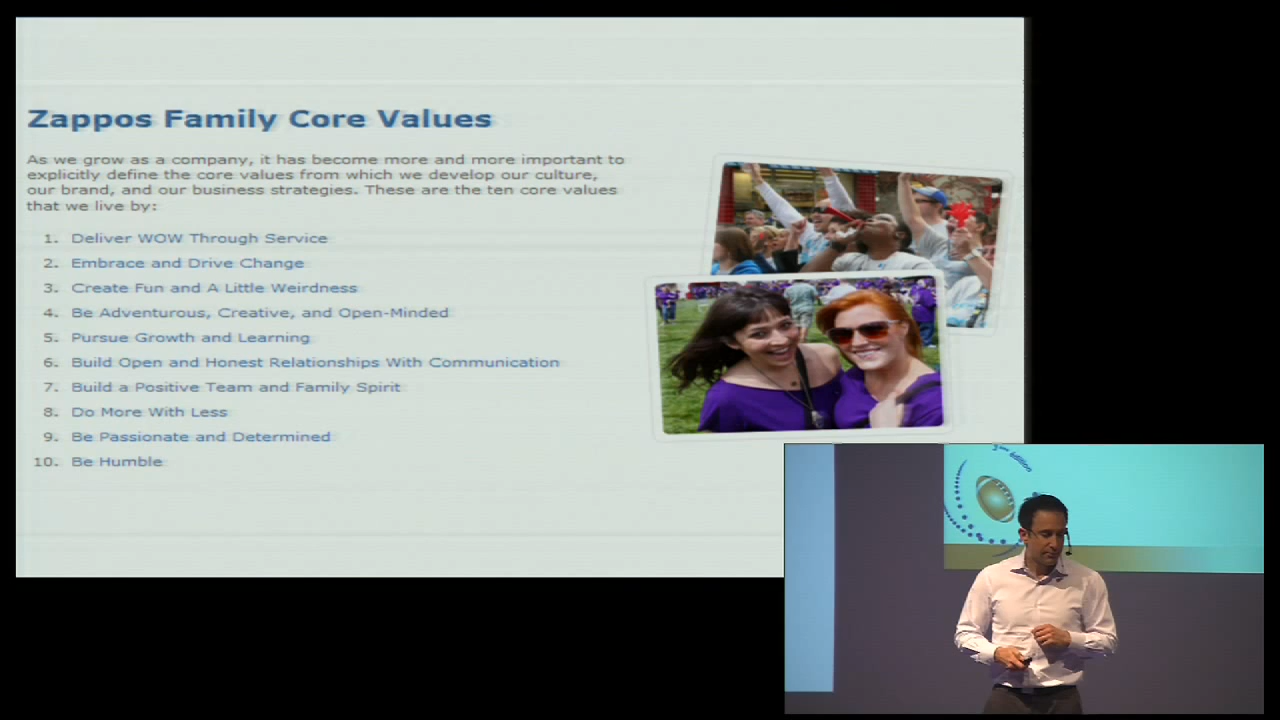 Zappos Family Core Values
As we grow as a company, it has become more and more important to
explicitly define the core values from which we develop our culture,
our brand, and our business strategies. These are the ten core values
that we live by:
1. Deliver WOW Through Service
2. Embrace and Drive Change
3. Create Fun and A Little Weirdness
4. Be Adventurous, Creative, and Open-Minded
5. Pursue Growth and Learning
6. Build Open and Honest Relationships With Communication
7. Build a Positive Team and Family Spirit
8. Do More With Less
9. Be Passionate and Determined
10. Be Humble
édition